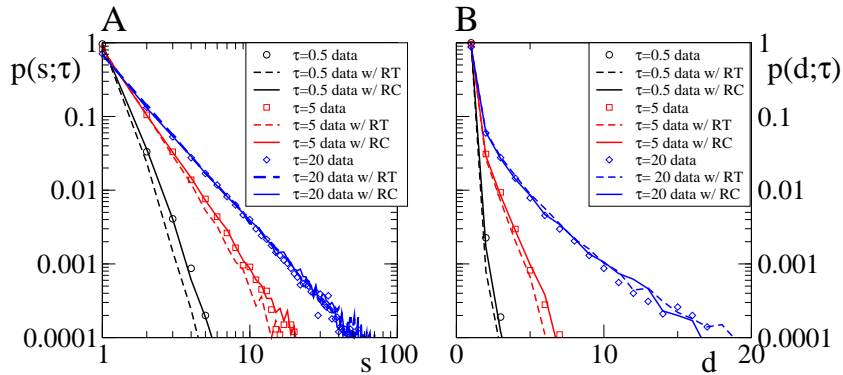 A
B
p(s;τ)
p(d;τ)
1
0.1
0.01
0.001
0.0001
1
10
100
s
τ=0.5 data
τ=0.5 data w/ RT
τ=0.5 data w/ RC
τ=5 data
τ=5 data w/ RT
τ=5 data w/ RC
τ=20 data
τ=20 data w/ RT
τ=20 data w/ RC
τ=0.5 data
τ=0.5 data w/ RT
τ=0.5 data w/ RC
τ=5 data
τ=5 data w/ RT
τ=5 data w/ RC
τ=20 data
τ= 20 data w/ RT
τ=20 data w/ RC
1
0.1
0.01
0.001
0.0001
0
10
20
d